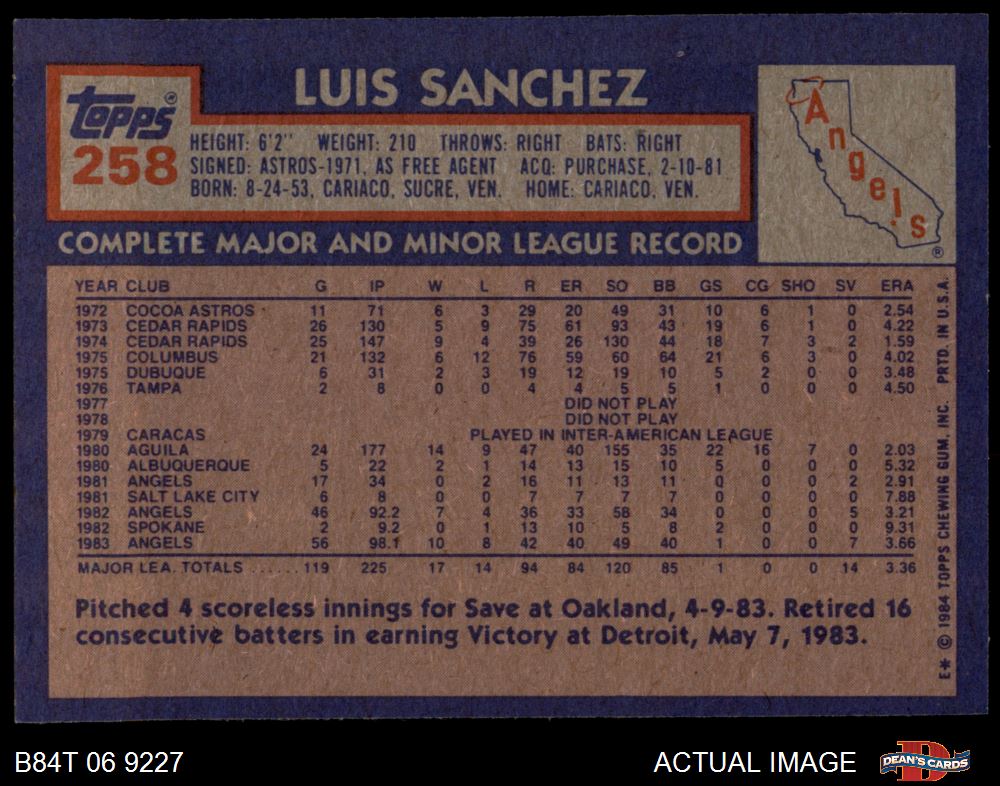 LUIS SANCHEZ
Topps®
258
HEIGHT: 6'2" WEIGHT: 210 THROWS: RIGHT BATS: RIGHT
SIGNED: ASTROS-1971, AS FREE AGENT ACQ: PURCHASE, 2-10-81
BORN: 8-24-53, CARIACO, SUCRE, VEN. HOME: CARIACO, VEN.
Angels
®
COMPLETE MAJOR AND MINOR LEAGUE RECORD
YEAR CLUB G IP W L R ER SO BB GS CG SHO SV ERA
1972 COCOA ASTROS 11 71 6 3 29 20 49 31 10 6 1 0 2.54
1973 CEDAR RAPIDS 26 130 5 9 75 61 93 43 19 6 1 0 4.22
1974 CEDAR RAPIDS 25 147 9 4 39 26 130 44 18 7 3 2 1.59
1975 COLUMBUS 21 132 6 12 76 59 60 64 21 6 3 0 4.02
1975 DUBUQUE 6 31 2 3 19 12 19 10 5 2 0 0 3.48
1976 TAMPA 2 8 0 0 4 4 5 5 1 0 0 0 4.50
1977 DID NOT PLAY
1978 DID NOT PLAY
1979 CARACAS PLAYED IN INTER-AMERICAN LEAGUE
1980 AGUILA 24 177 14 9 47 40 155 35 22 16 7 0 2.03
1980 ALBUQUERQUE 5 22 2 1 14 13 15 10 5 0 0 0 5.32
1981 ANGELS 17 34 0 2 16 11 13 11 0 0 0 2 2.91
1981 SALT LAKE CITY 6 8 0 0 7 7 7 7 0 0 0 0 7.88
1982 ANGELS 46 92.2 7 4 36 33 58 34 0 0 0 5 3.21
1982 SPOKANE 2 9.2 0 1 13 10 5 8 2 0 0 0 9.31
1983 ANGELS 56 98.1 10 8 42 40 49 40 1 0 0 7 3.66
MAJOR LEA. TOTALS ...... 119 225 17 14 94 84 120 85 1 0 0 14 3.36
Pitched 4 scoreless innings for Save at Oakland, 4-9-83. Retired 16
consecutive batters in earning Victory at Detroit, May 7, 1983.
E* © 1984 TOPPS CHEWING GUM, INC. PRTD. IN U.S.A.
B84T 06 9227
ACTUAL IMAGE
D
DEAN'S CARDS